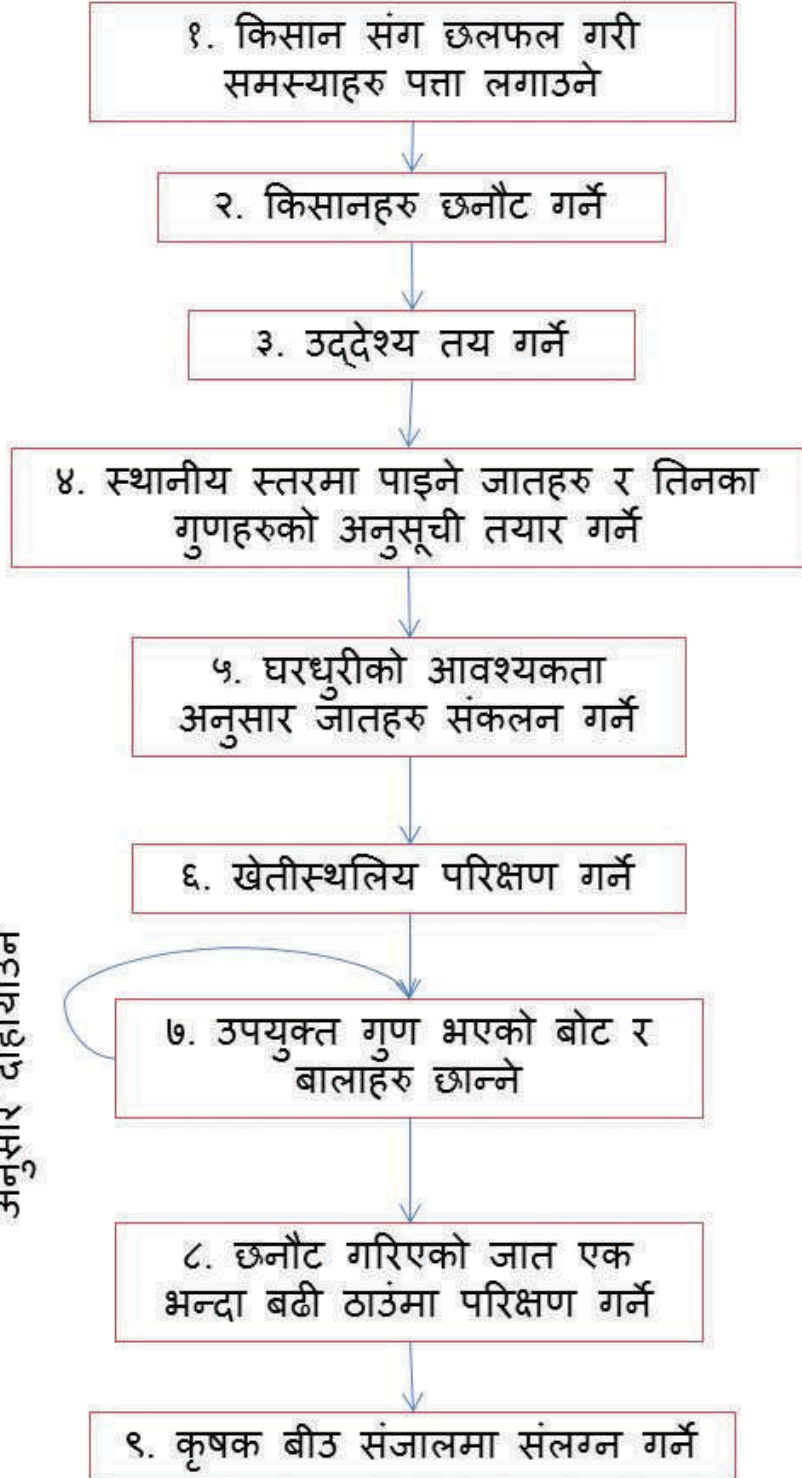 १. किसान संग छलफल गरी
समस्याहरु पत्ता लगाउने
२. किसानहरु छनौट गर्ने
३. उद्देश्य तय गर्ने
४. स्थानीय स्तरमा पाइने जातहरु र तिनका
गुणहरुको अनुसूची तयार गर्ने
५. घरधुरीको आवश्यकता
अनुसार जातहरु संकलन गर्ने
६. खेतीस्थलिय परिक्षण गर्ने
७. उपयुक्त गुण भएको बोट र
बालाहरु छान्ने
अनुसार
८. छनौट गरिएको जात एक
भन्दा बढी ठाउंमा परिक्षण गर्ने
९. कृषक बीउ संजालमा संलग्न गर्ने